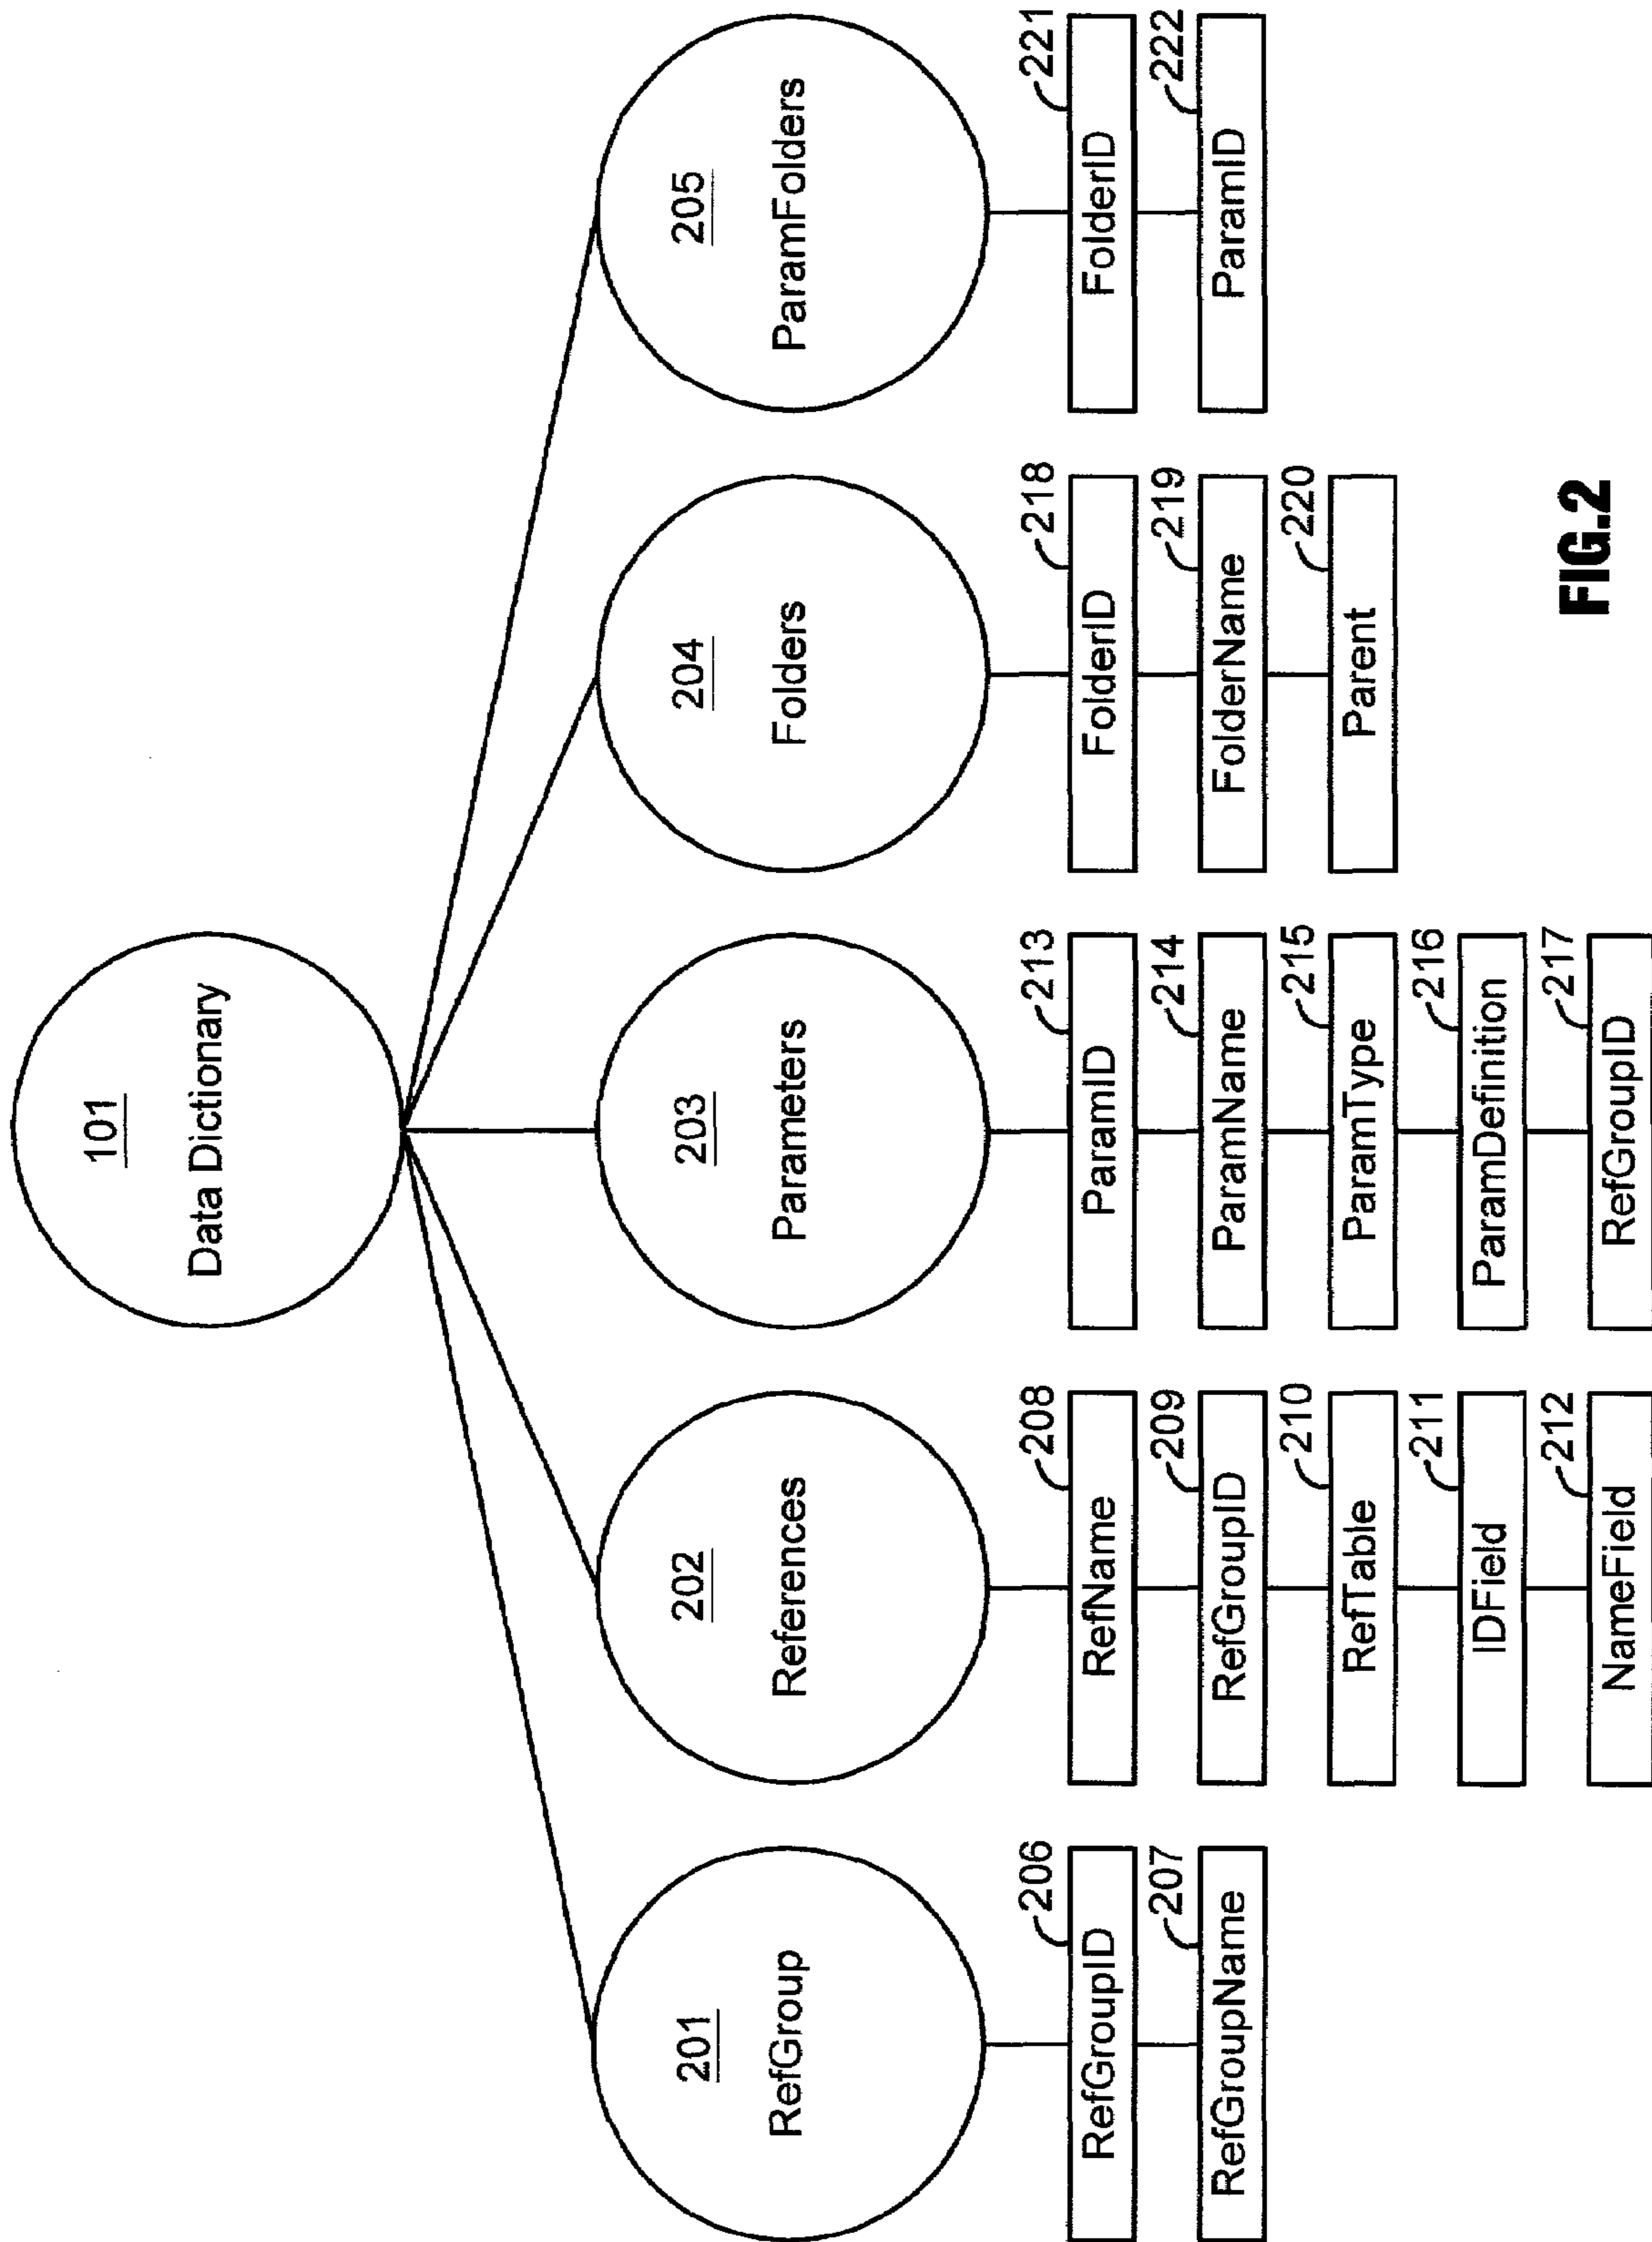 101
Data Dictionary
201
RefGroup
202
References
203
Parameters
204
Folders
205
ParamFolders
206
RefGroupID
207
RefGroupName
208
RefName
209
RefGroupID
210
RefTable
211
IDField
212
NameField
213
ParamID
214
ParamName
215
ParamType
216
ParamDefinition
217
RefGroupID
218
FolderID
219
FolderName
220
Parent
221
FolderID
222
ParamID
FIG.2